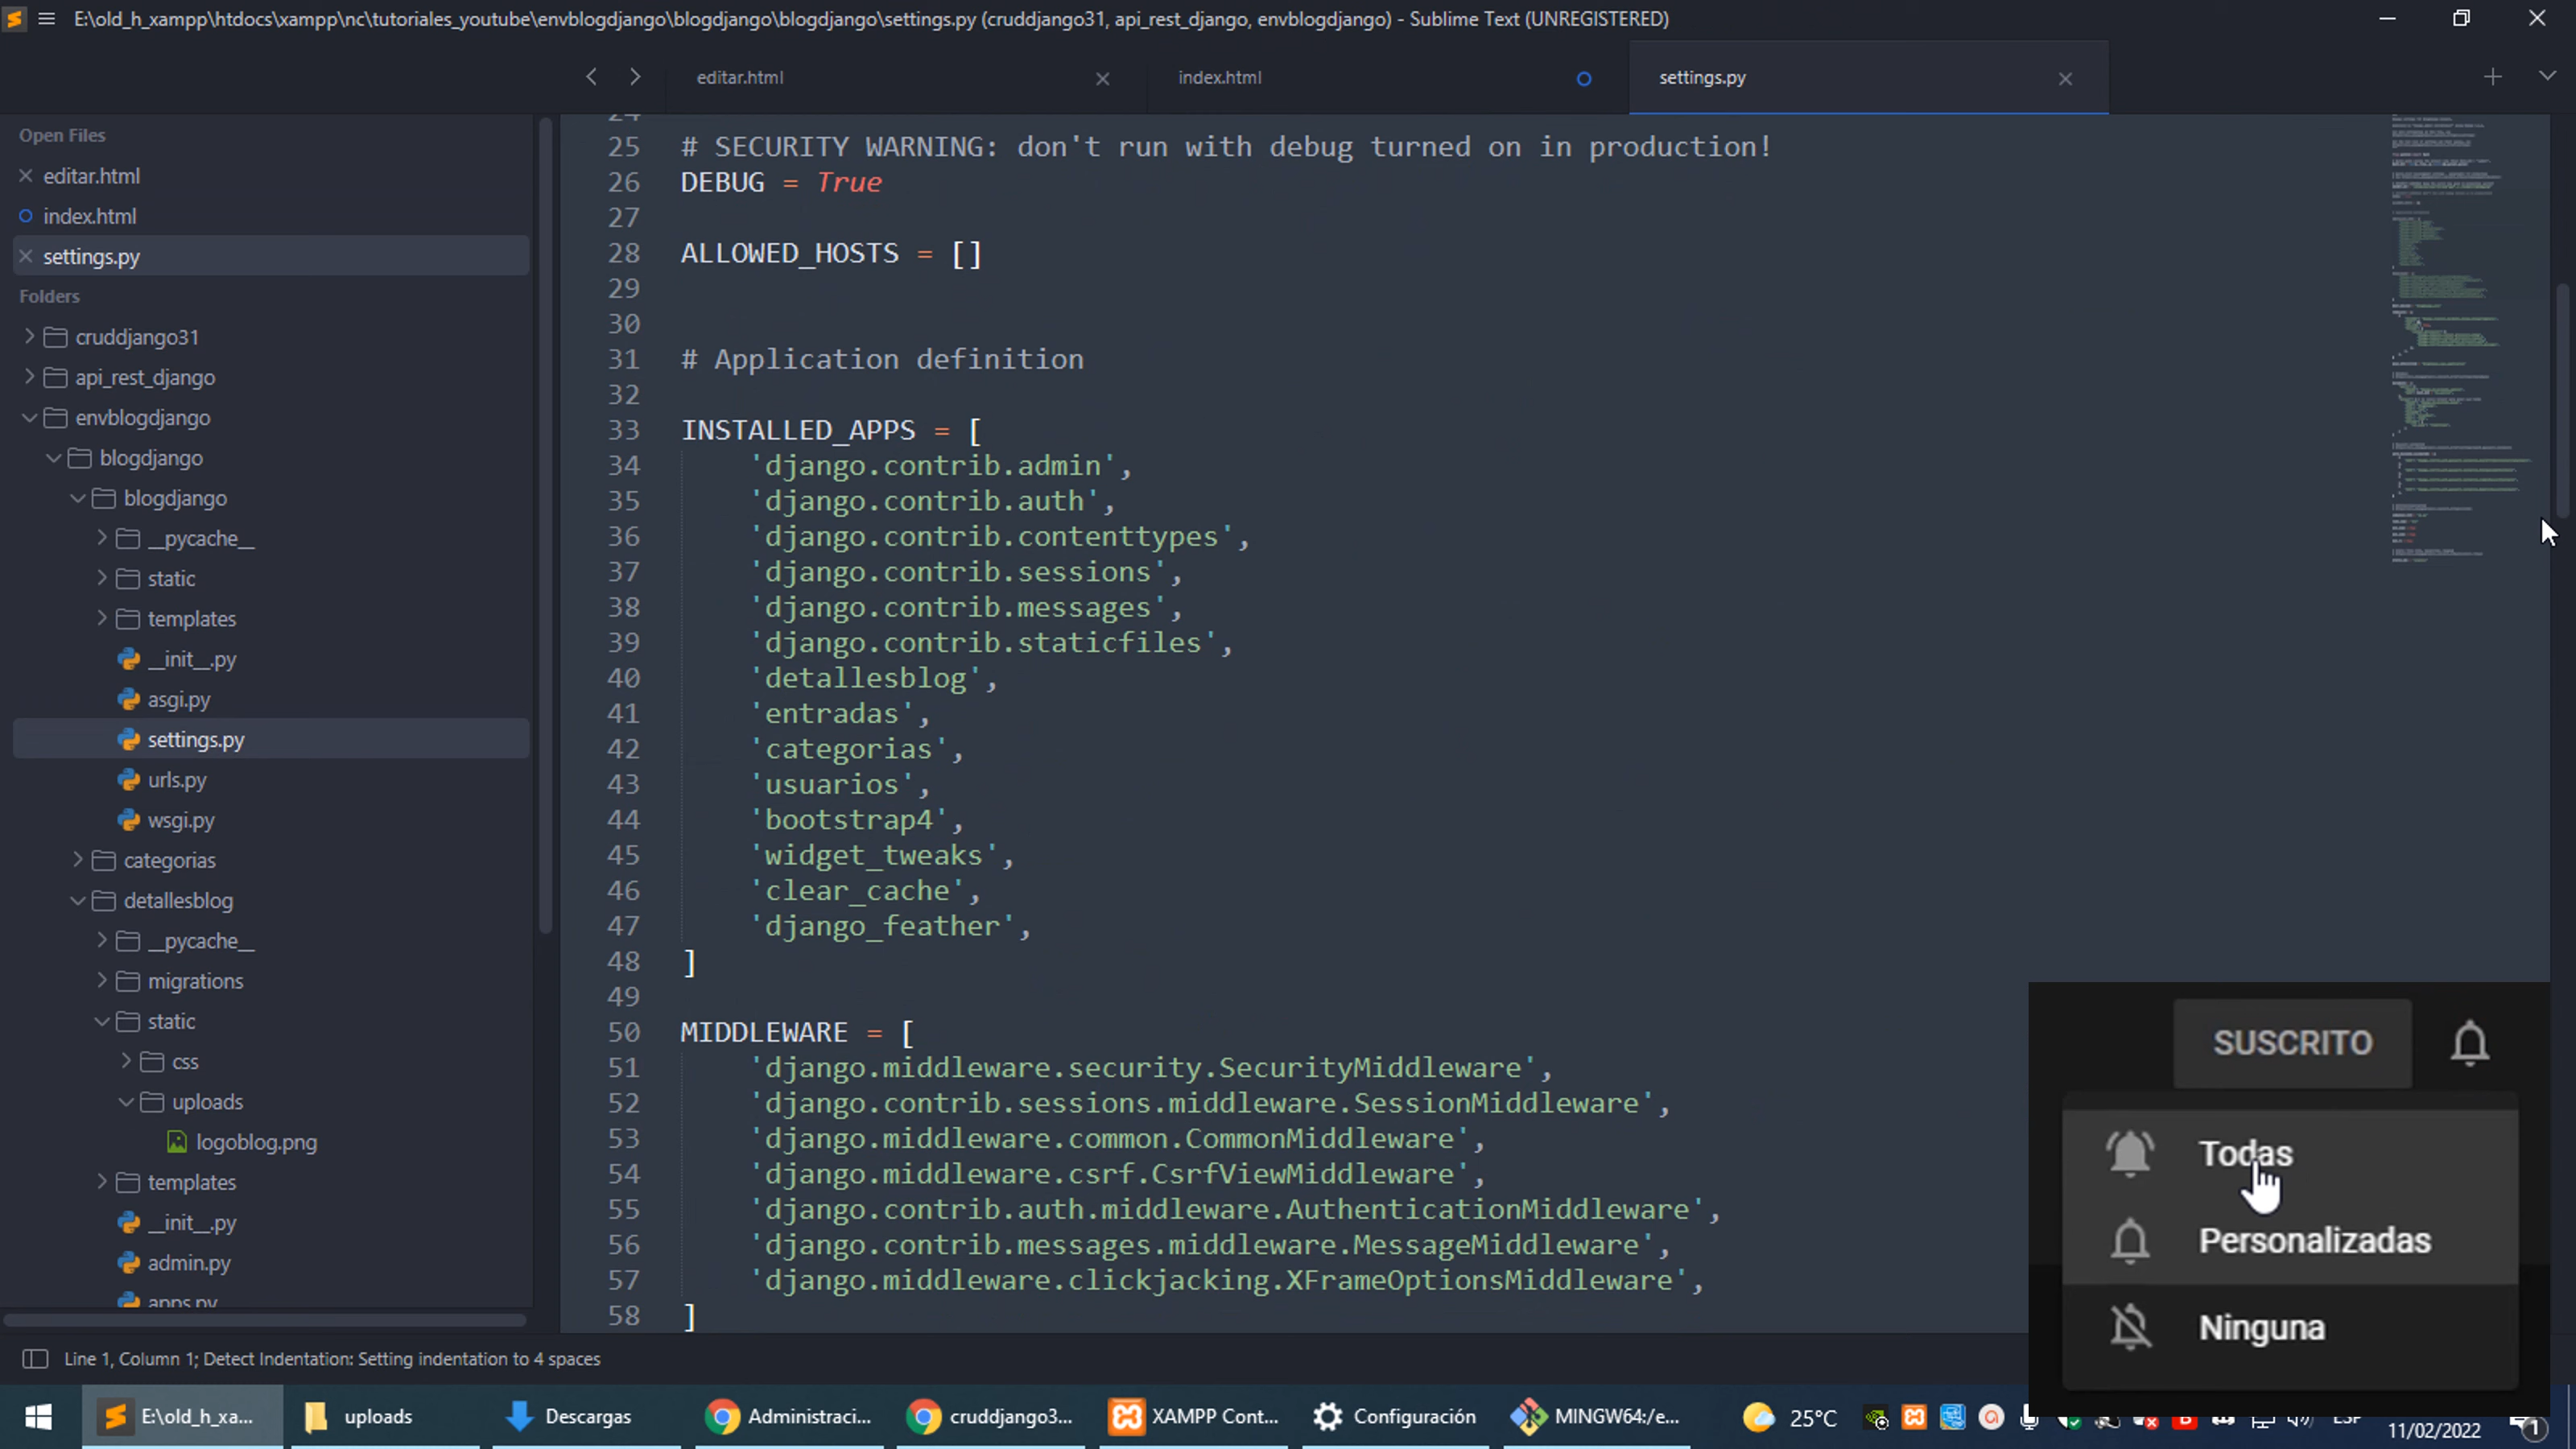 E:\old_h_xampp\htdocs\xampp\nc\tutoriales_youtube\envblogdjango\blogdjango\blogdjango\settings.py (cruddjango31, api_rest_django, envblogdjango) - Sublime Text (UNREGISTERED)
editar.html
index.html
settings.py
Open Files
editar.html
index.html
settings.py
Folders
cruddjango31
api_rest_django
envblogdjango
blogdjango
blogdjango
__pycache__
static
templates
__init__.py
asgi.py
settings.py
urls.py
wsgi.py
categorias
detallesblog
__pycache__
migrations
static
css
uploads
logoblog.png
templates
__init__.py
admin.py
apps.py
24
25 # SECURITY WARNING: don't run with debug turned on in production!
26 DEBUG = True
27
28 ALLOWED_HOSTS = []
29
30
31 # Application definition
32
33 INSTALLED_APPS = [
34 'django.contrib.admin',
35 'django.contrib.auth',
36 'django.contrib.contenttypes',
37 'django.contrib.sessions',
38 'django.contrib.messages',
39 'django.contrib.staticfiles',
40 'detallesblog',
41 'entradas',
42 'categorias',
43 'usuarios',
44 'bootstrap4',
45 'widget_tweaks',
46 'clear_cache',
47 'django_feather',
48 ]
49
50 MIDDLEWARE = [
51 'django.middleware.security.SecurityMiddleware',
52 'django.contrib.sessions.middleware.SessionMiddleware',
53 'django.middleware.common.CommonMiddleware',
54 'django.middleware.csrf.CsrfViewMiddleware',
55 'django.contrib.auth.middleware.AuthenticationMiddleware',
56 'django.contrib.messages.middleware.MessageMiddleware',
57 'django.middleware.clickjacking.XFrameOptionsMiddleware',
58 ]
SUSCRITO
Todas
Personalizadas
Ninguna
Line 1, Column 1; Detect Indentation: Setting indentation to 4 spaces
E:\old_h_xa...
uploads
Descargas
Administraci...
cruddjango3...
XAMPP Cont...
Configuración
MINGW64:/e...
25°C
ESP
11/02/2022
1